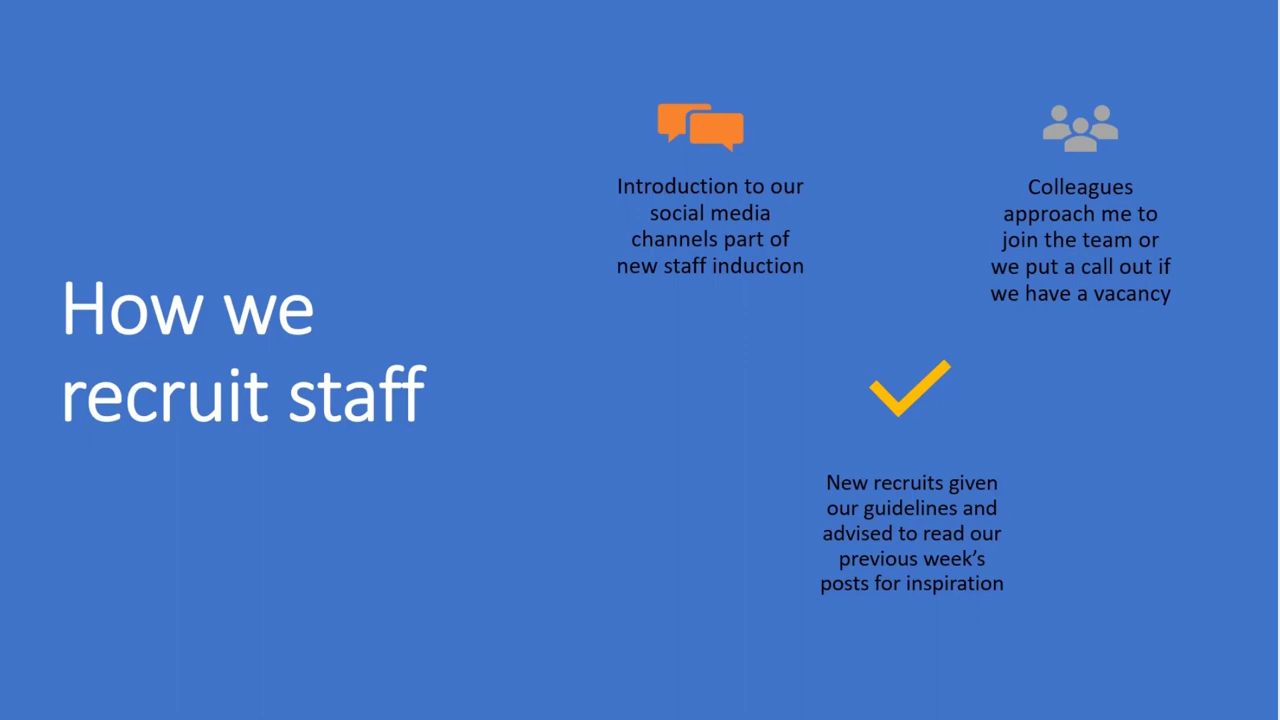 How we
recruit staff
Introduction to our
social media
channels part of
new staff induction
Colleagues
approach me to
join the team or
we put a call out if
we have a vacancy
New recruits given
our guidelines and
advised to read our
previous week’s
posts for inspiration